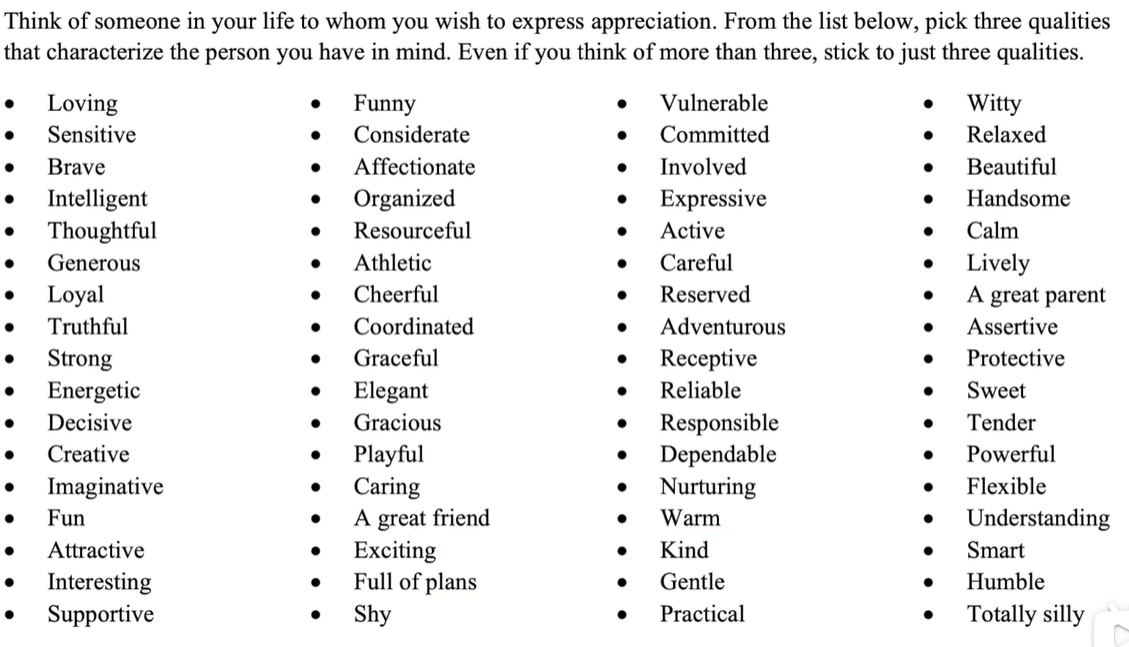 Think of someone in your life to whom you wish to express appreciation. From the list below, pick three qualities
that characterize the person you have in mind. Even if you think of more than three, stick to just three qualities.
• Loving
• Sensitive
• Brave
• Intelligent
• Thoughtful
• Generous
• Loyal
• Truthful
• Strong
• Energetic
• Decisive
• Creative
• Imaginative
• Fun
• Attractive
• Interesting
• Supportive
• Funny
• Considerate
• Affectionate
• Organized
• Resourceful
• Athletic
• Cheerful
• Coordinated
• Graceful
• Elegant
• Gracious
• Playful
• Caring
• A great friend
• Exciting
• Full of plans
• Shy
• Vulnerable
• Committed
• Involved
• Expressive
• Active
• Careful
• Reserved
• Adventurous
• Receptive
• Reliable
• Responsible
• Dependable
• Nurturing
• Warm
• Kind
• Gentle
• Practical
• Witty
• Relaxed
• Beautiful
• Handsome
• Calm
• Lively
• A great parent
• Assertive
• Protective
• Sweet
• Tender
• Powerful
• Flexible
• Understanding
• Smart
• Humble
• Totally silly